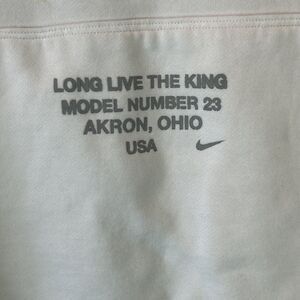 LONG LIVE THE KING
MODEL NUMBER 23
AKRON, OHIO
USA